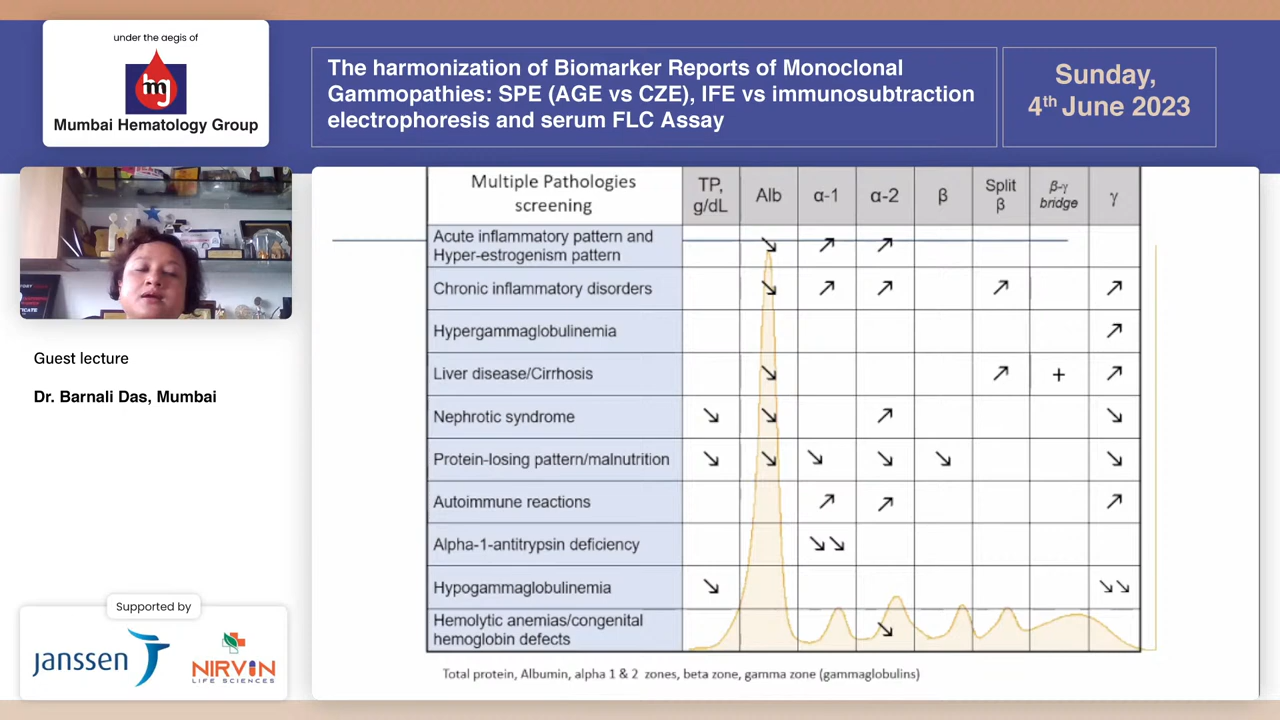 under the aegis of
mg
Mumbai Hematology Group
The harmonization of Biomarker Reports of Monoclonal
Gammopathies: SPE (AGE vs CZE), IFE vs immunosubtraction
electrophoresis and serum FLC Assay
Sunday,
4th June 2023
Guest lecture
Dr. Barnali Das, Mumbai
Supported by
janssen
NIRVIN
LIFE SCIENCES
Multiple Pathologies
screening
TP,
g/dL
Alb
α-1
α-2
β
Split
β
β-γ
bridge
γ
Acute inflammatory pattern and
Hyper-estrogenism pattern
↘ ↗ ↗
Chronic inflammatory disorders
↘ ↗ ↗ ↗ ↗
Hypergammaglobulinemia
↗
Liver disease/Cirrhosis
↘ ↗ + ↗
Nephrotic syndrome
↘ ↘ ↗ ↘
Protein-losing pattern/malnutrition
↘ ↘ ↘ ↘ ↘ ↘
Autoimmune reactions
↗ ↗ ↗
Alpha-1-antitrypsin deficiency
↘↘
Hypogammaglobulinemia
↘ ↘↘
Hemolytic anemias/congenital
hemoglobin defects
↘
Total protein, Albumin, alpha 1 & 2 zones, beta zone, gamma zone (gammaglobulins)